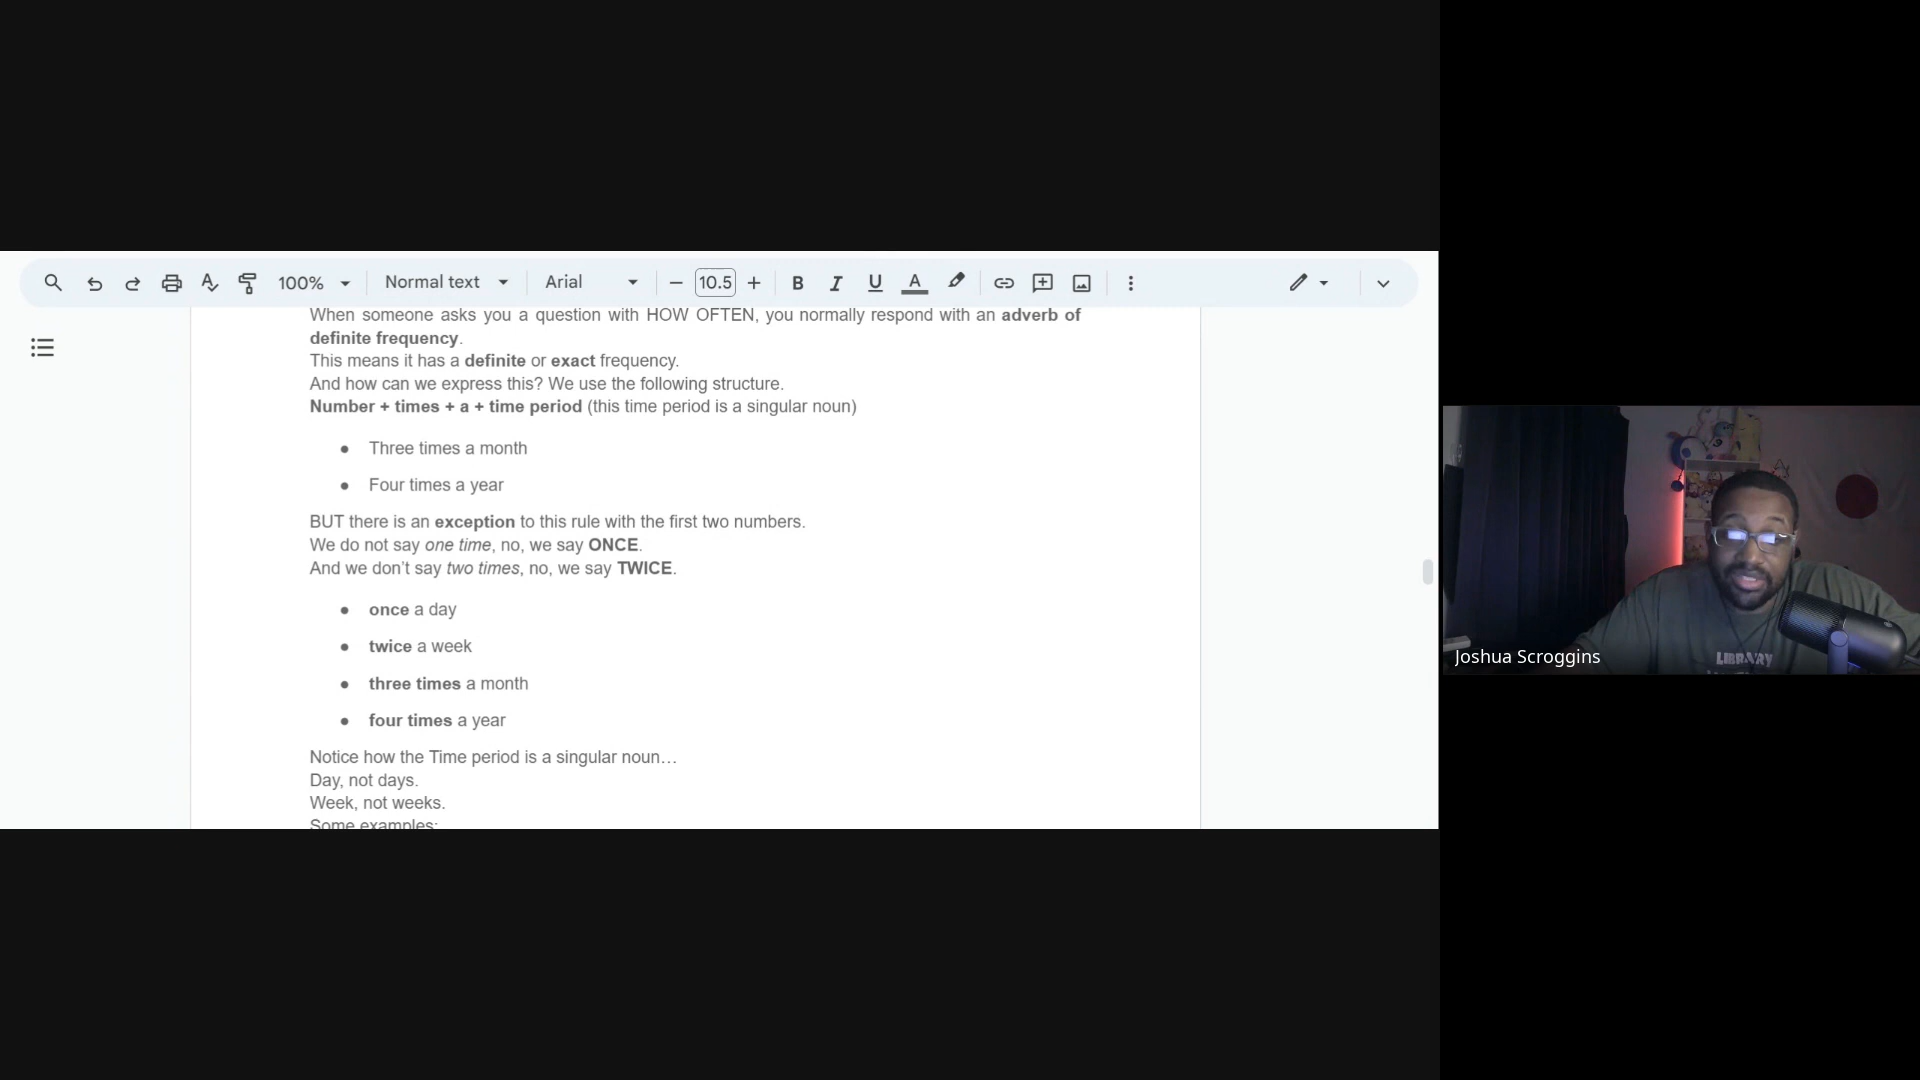 100%
Normal text
Arial
10.5
B
I
U
A
When someone asks you a question with HOW OFTEN, you normally respond with an adverb of
definite frequency.
This means it has a definite or exact frequency.
And how can we express this? We use the following structure.
Number + times + a + time period (this time period is a singular noun)
● Three times a month
● Four times a year
BUT there is an exception to this rule with the first two numbers.
We do not say one time, no, we say ONCE.
And we don't say two times, no, we say TWICE.
● once a day
● twice a week
● three times a month
● four times a year
Notice how the Time period is a singular noun…
Day, not days.
Week, not weeks.
Some examples:
Joshua Scroggins
LIBRARY